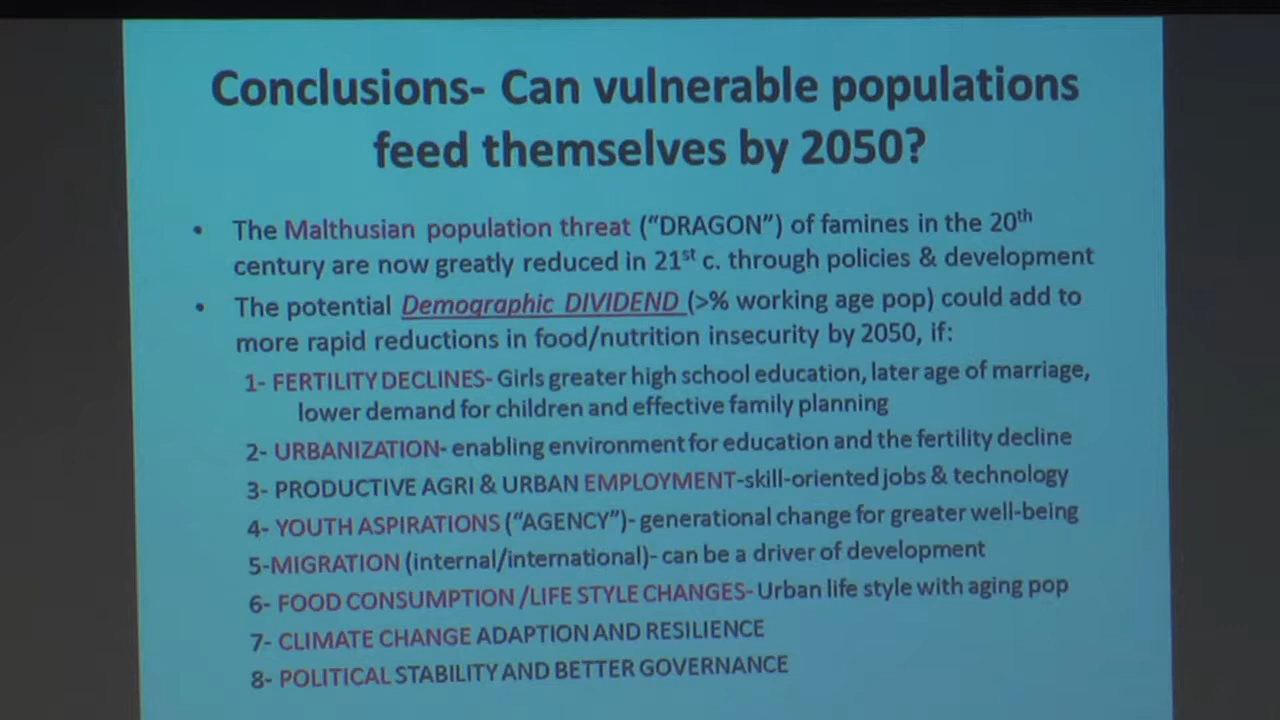 Conclusions- Can vulnerable populations
feed themselves by 2050?
• The Malthusian population threat ("DRAGON") of famines in the 20th
century are now greatly reduced in 21st c. through policies & development
• The potential Demographic DIVIDEND (>% working age pop) could add to
more rapid reductions in food/nutrition insecurity by 2050, if:
1- FERTILITY DECLINES- Girls greater high school education, later age of marriage,
lower demand for children and effective family planning
2- URBANIZATION- enabling environment for education and the fertility decline
3- PRODUCTIVE AGRI & URBAN EMPLOYMENT-skill-oriented jobs & technology
4- YOUTH ASPIRATIONS ("AGENCY")- generational change for greater well-being
5-MIGRATION (internal/international)- can be a driver of development
6- FOOD CONSUMPTION /LIFE STYLE CHANGES- Urban life style with aging pop
7- CLIMATE CHANGE ADAPTION AND RESILIENCE
8- POLITICAL STABILITY AND BETTER GOVERNANCE